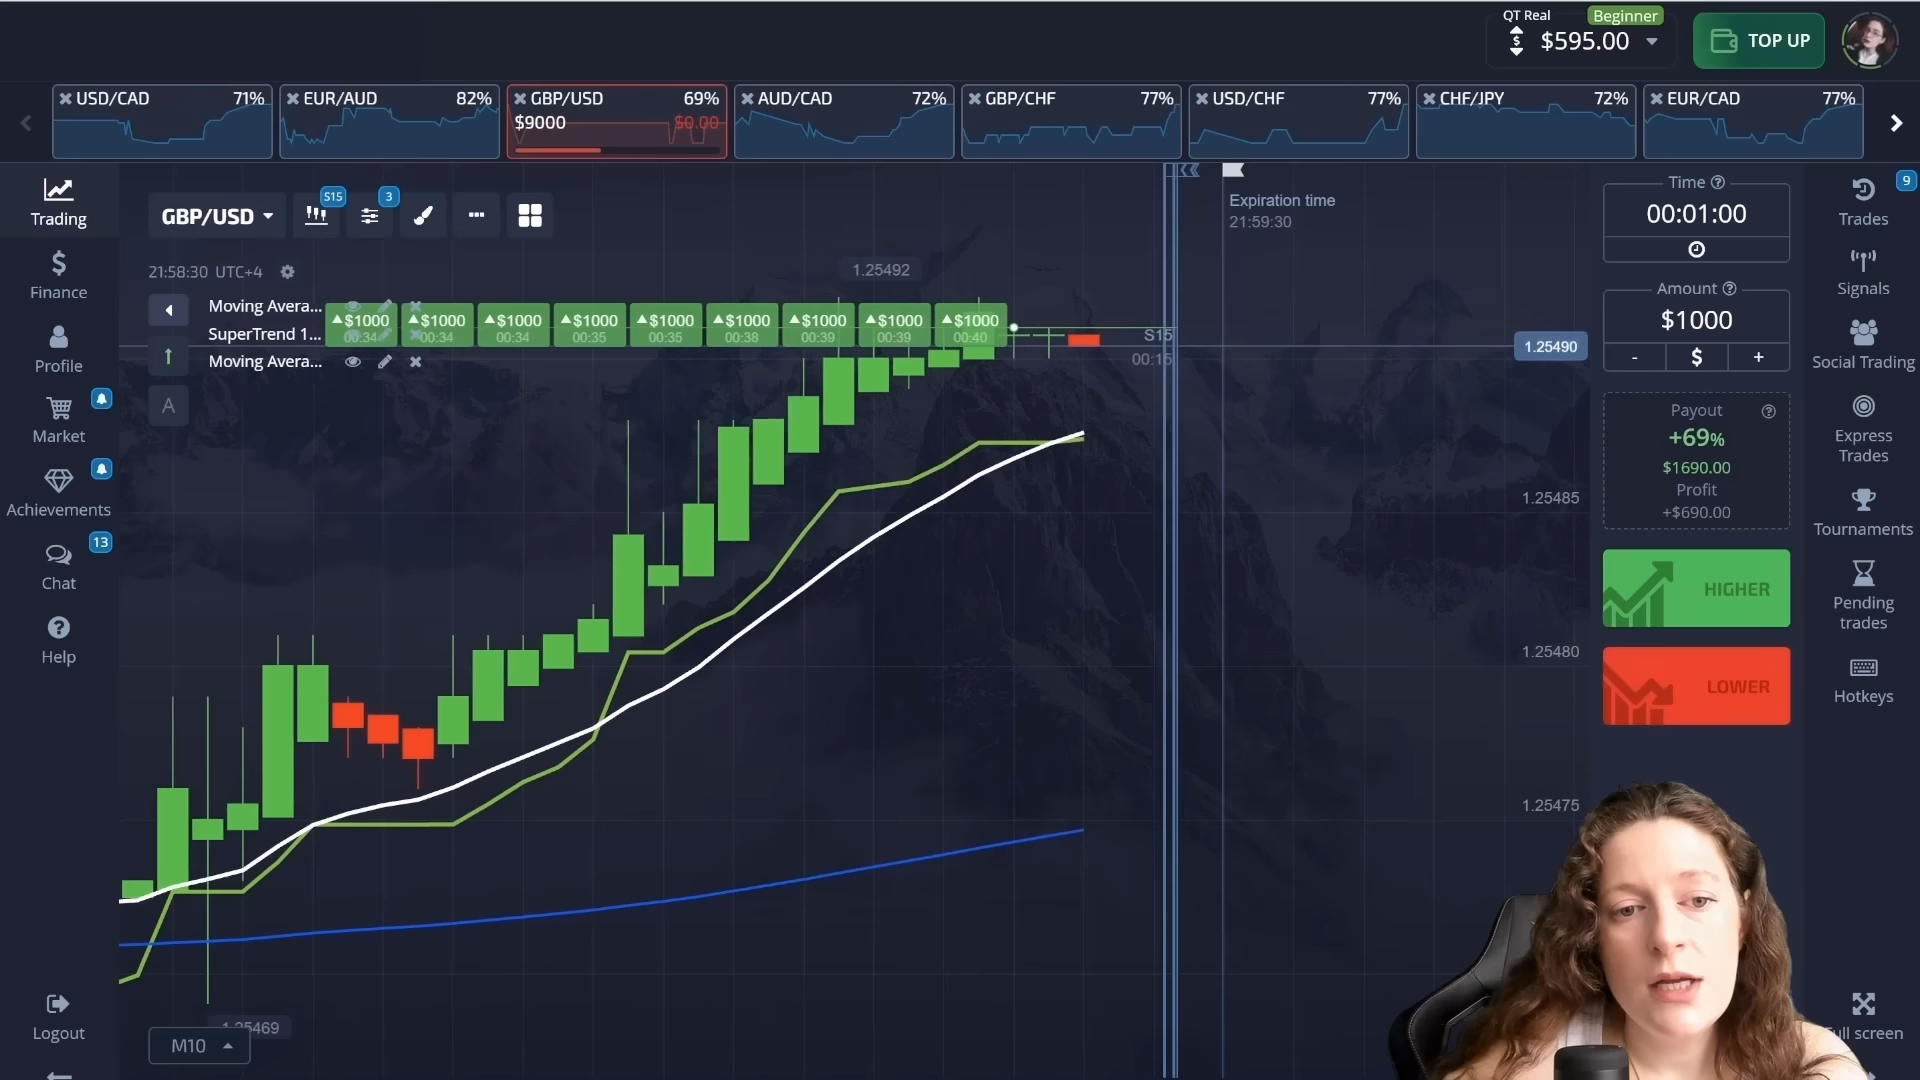 QT Real
Beginner
$595.00
TOP UP
USD/CAD 71%
EUR/AUD 82%
GBP/USD 69%
$9000 $0.00
AUD/CAD 72%
GBP/CHF 77%
USD/CHF 77%
CHF/JPY 72%
EUR/CAD 77%
Trading
Finance
Profile
Market
Achievements
13
Chat
Help
Logout
GBP/USD
S15
3
21:58:30 UTC+4
Moving Avera...
SuperTrend 1...
Moving Avera...
A
$1000 $1000 $1000 $1000 $1000 $1000 $1000 $1000 $1000
00:34 00:34 00:34 00:35 00:35 00:38 00:39 00:39 00:40
1.25492
S15
00:15
Expiration time
21:59:30
1.25490
1.25485
1.25480
1.25475
1.25469
M10
Time
00:01:00
Amount
$1000
- $ +
Payout
+69%
$1690.00
Profit
+$690.00
HIGHER
LOWER
9
Trades
Signals
Social Trading
Express
Trades
Tournaments
Pending
trades
Hotkeys
ull screen